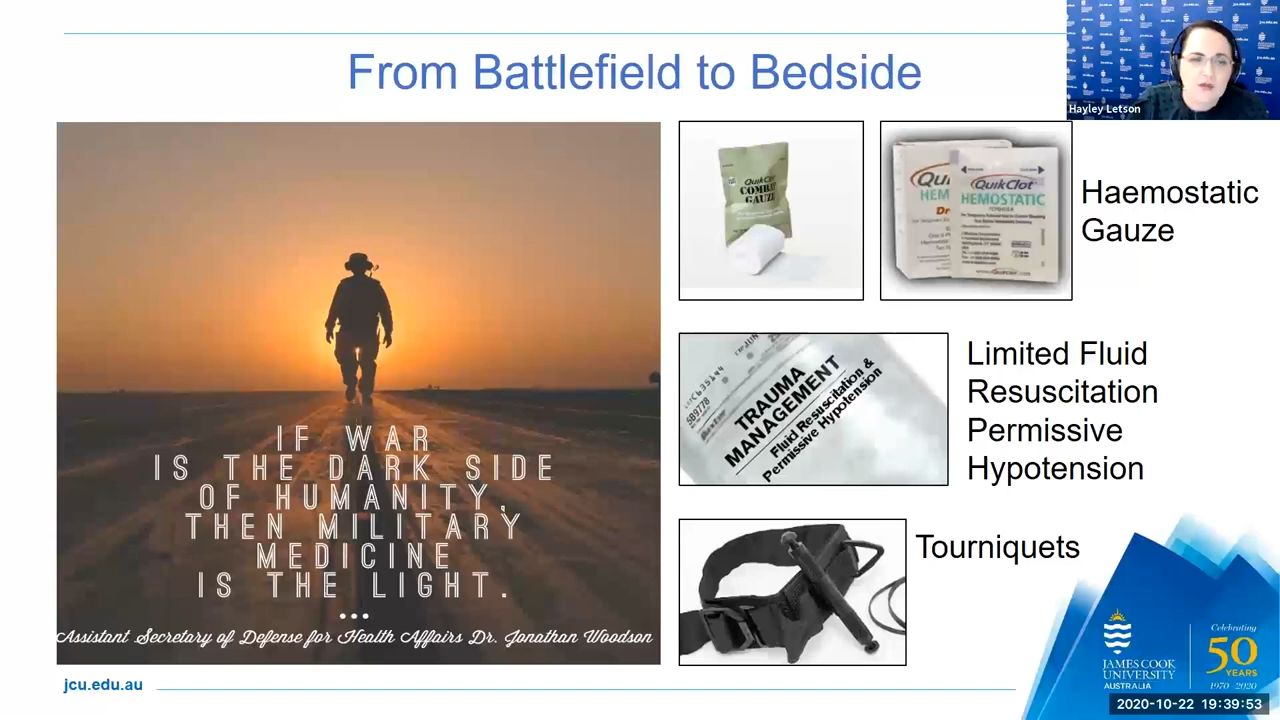 From Battlefield to Bedside
Hayley Letson
IF WAR
IS THE DARK SIDE
OF HUMANITY,
THEN MILITARY
MEDICINE
IS THE LIGHT.
...
Assistant Secretary of Defense for Health Affairs Dr. Jonathan Woodson
QuikClot
COMBAT
GAUZE
QuikClot
HEMOSTATIC
Haemostatic
Gauze
TRAUMA
MANAGEMENT
Fluid Resuscitation &
Permissive Hypotension
Limited Fluid
Resuscitation
Permissive
Hypotension
Tourniquets
jcu.edu.au
JAMES COOK
UNIVERSITY
AUSTRALIA
Celebrating
50
YEARS
1970 - 2020
2020-10-22 19:39:53